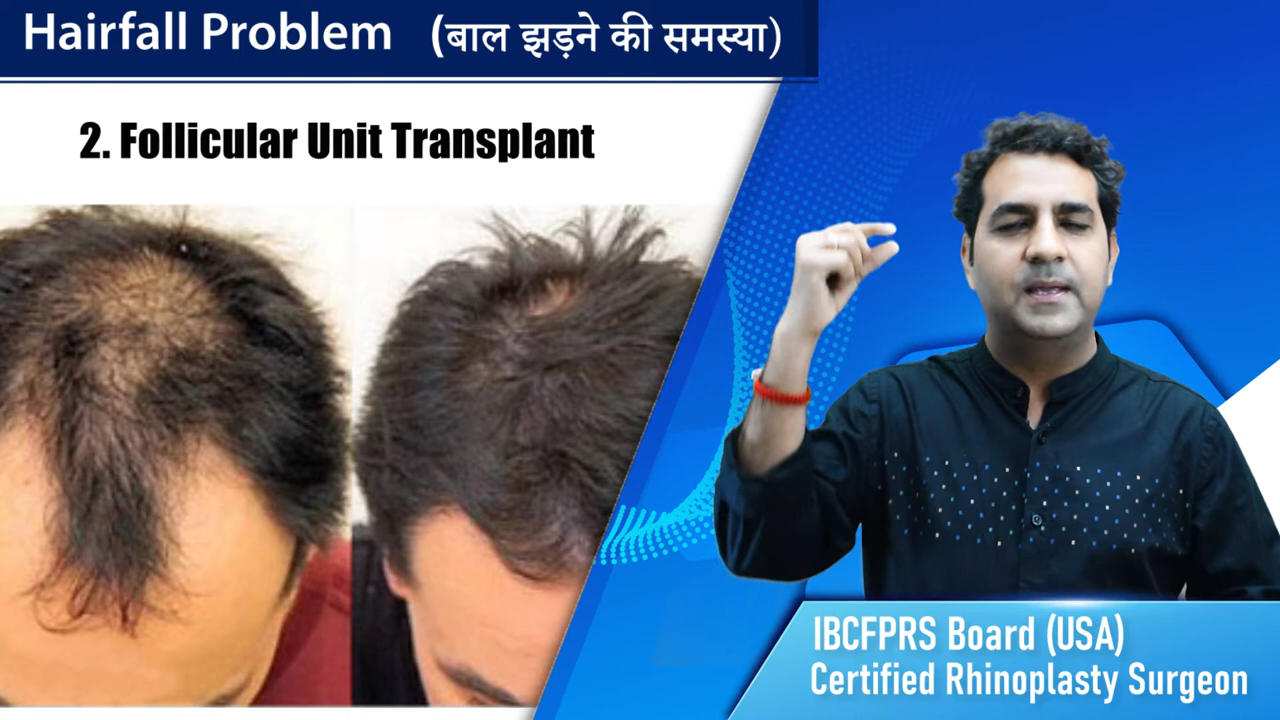 Hairfall Problem (बाल झड़ने की समस्या)
2. Follicular Unit Transplant
IBCFPRS Board (USA)
Certified Rhinoplasty Surgeon